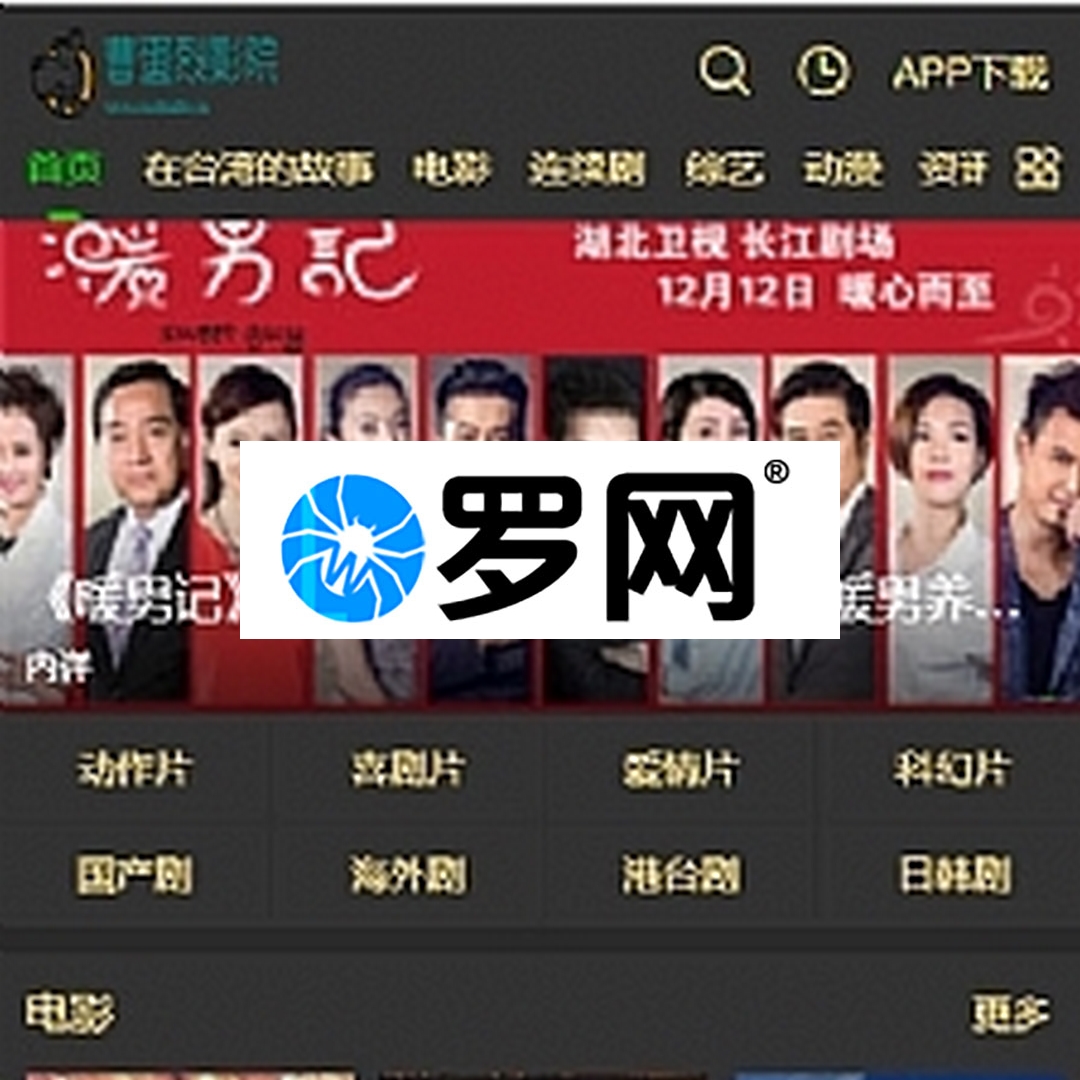 影院
APP下载
首页 在台湾的故事 电影 连续剧 综艺 动漫 资讯
暖男記
湖北卫视 长江剧场
12月12日 暖心而至
罗网®
《暖男记》 暖男养...
内详
动作片 喜剧片 爱情片 科幻片
国产剧 海外剧 港台剧 日韩剧
电影 更多